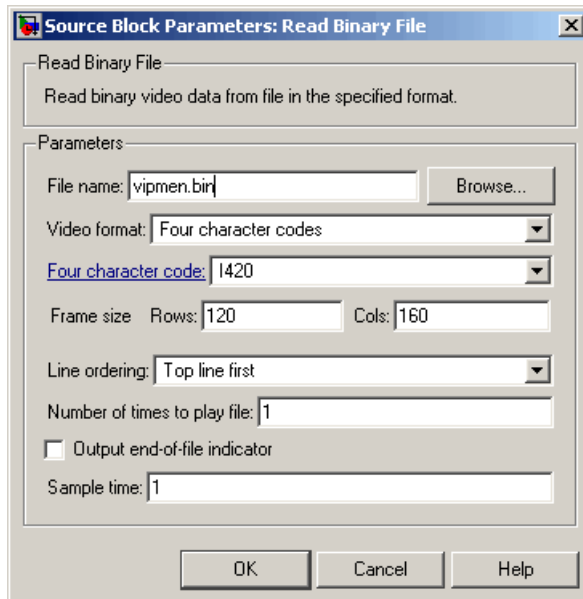 Source Block Parameters: Read Binary File
Read Binary File
Read binary video data from file in the specified format.
Parameters
File name: vipmen.bin Browse...
Video format: Four character codes
Four character code: I420
Frame size Rows: 120 Cols: 160
Line ordering: Top line first
Number of times to play file: 1
Output end-of-file indicator
Sample time: 1
OK Cancel Help